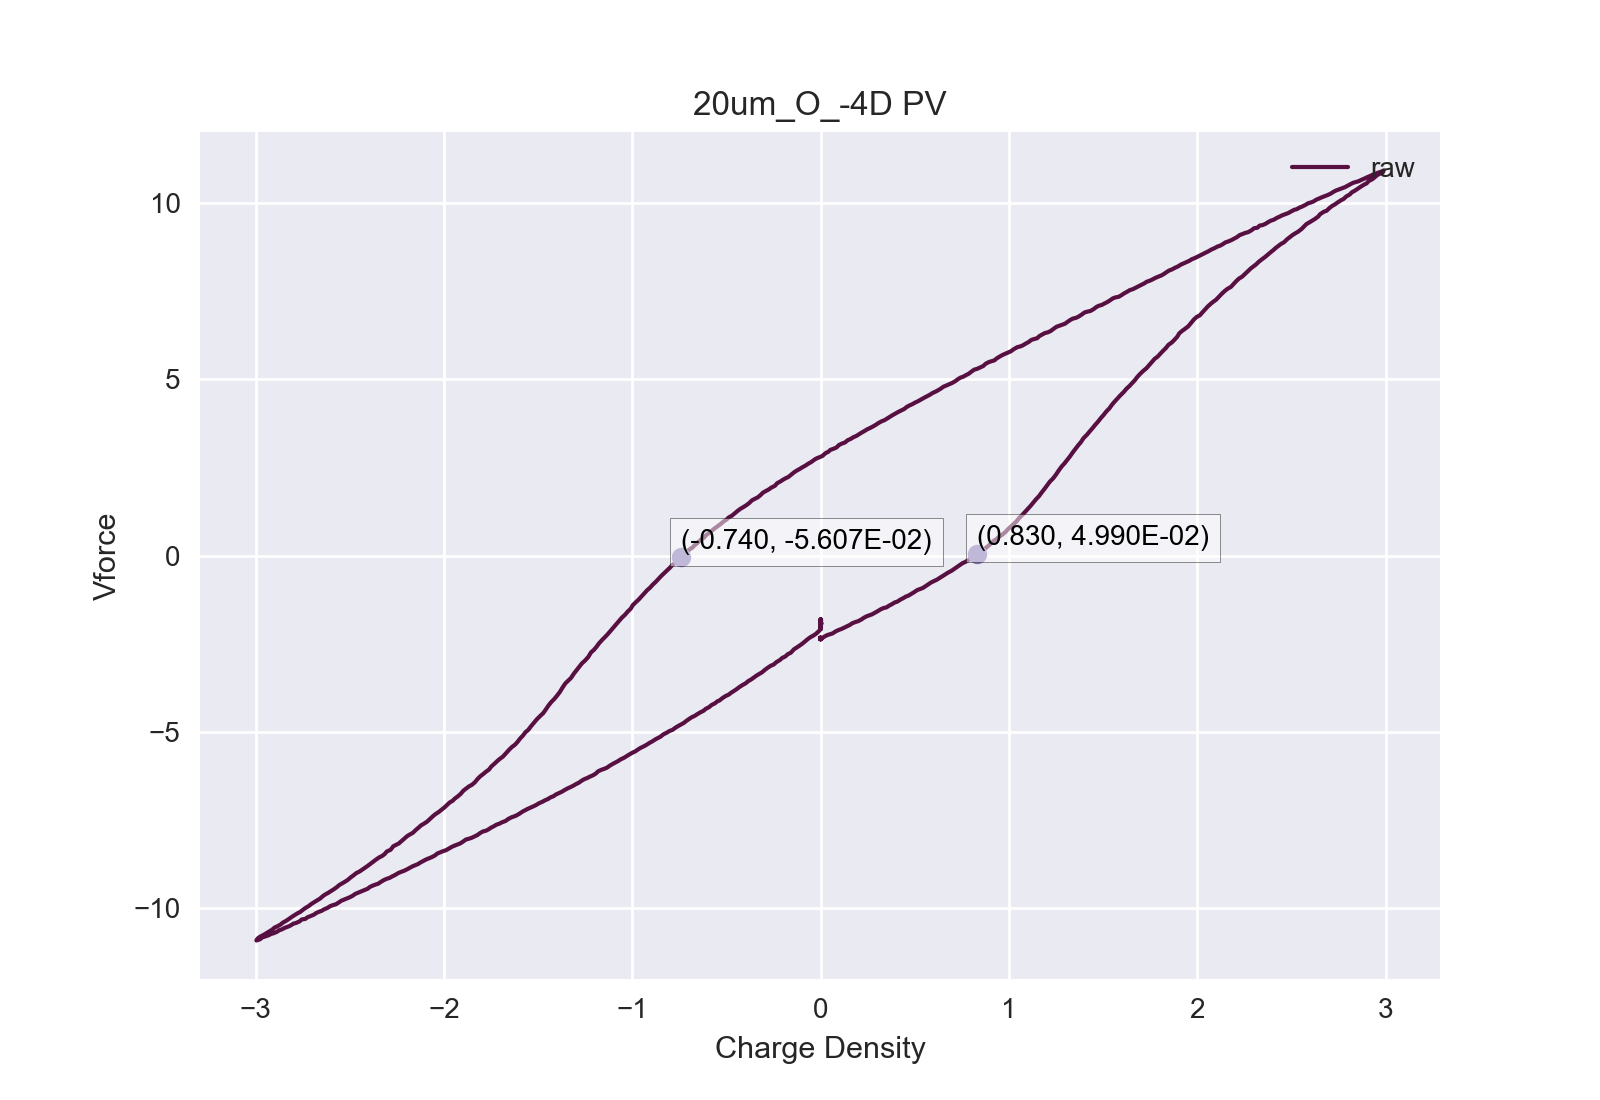 20um_O_-4D PV
raw
10
5
0
−5
−10
Vforce
(-0.740, -5.607E-02)
(0.830, 4.990E-02)
−3
−2
−1
0
1
2
3
Charge Density